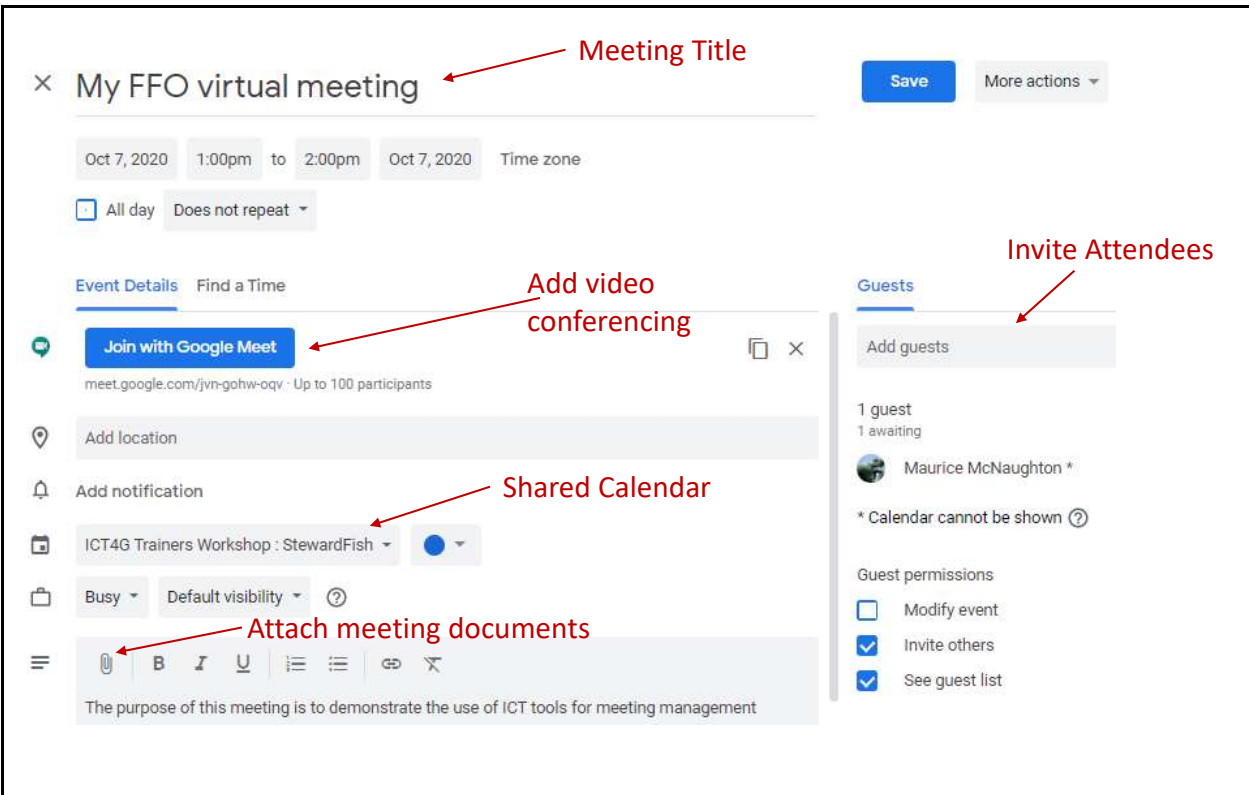 Meeting Title
My FFO virtual meeting
Save
More actions
Oct 7, 2020 1:00pm to 2:00pm Oct 7, 2020 Time zone
All day Does not repeat
Invite Attendees
Event Details Find a Time
Add video
conferencing
Guests
Join with Google Meet
meet.google.com/jvn-gohw-oqv · Up to 100 participants
Add guests
1 guest
1 awaiting
Add location
Maurice McNaughton *
Add notification
Shared Calendar
* Calendar cannot be shown ?
ICT4G Trainers Workshop : StewardFish
Busy Default visibility ?
Guest permissions
Modify event
Invite others
See guest list
Attach meeting documents
B I U
The purpose of this meeting is to demonstrate the use of ICT tools for meeting management